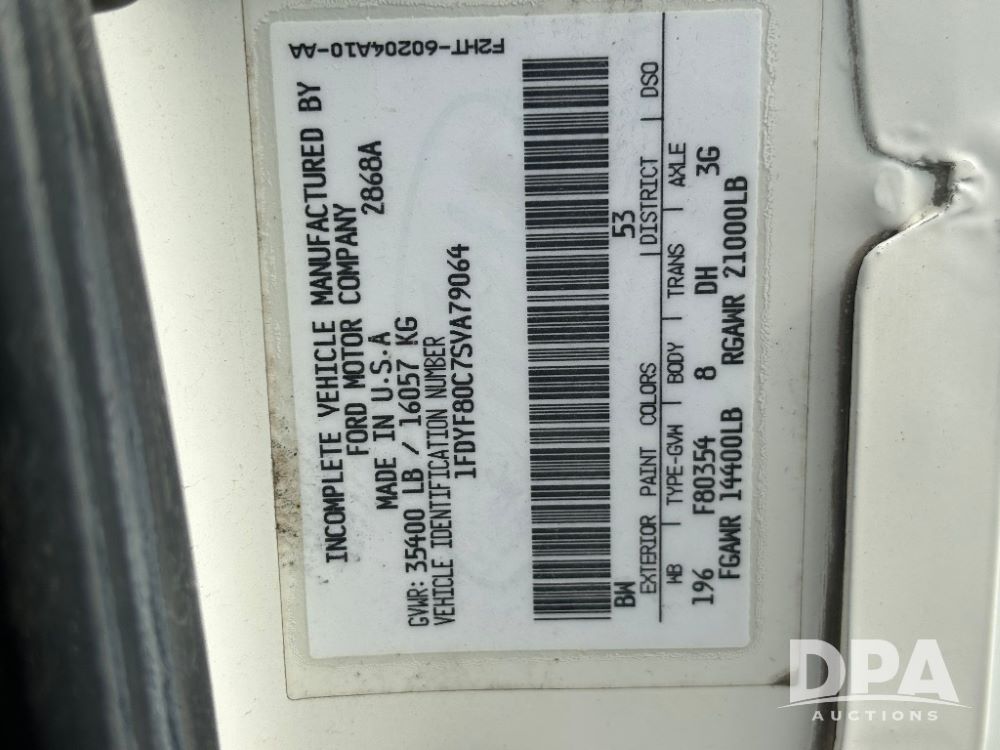 F2HT-60204A10-AA
INCOMPLETE VEHICLE MANUFACTURED BY
FORD MOTOR COMPANY
2868A
MADE IN U.S.A
GVWR: 35400 LB / 16057 KG
VEHICLE IDENTIFICATION NUMBER
1FDYF80C7SVA79064
BW 53
EXTERIOR PAINT COLORS DISTRICT DSO
WB TYPE-GVW BODY TRANS AXLE
196 F80354 8 DH 3G
FGAWR 14400LB RGAWR 21000LB
DPA
AUCTIONS